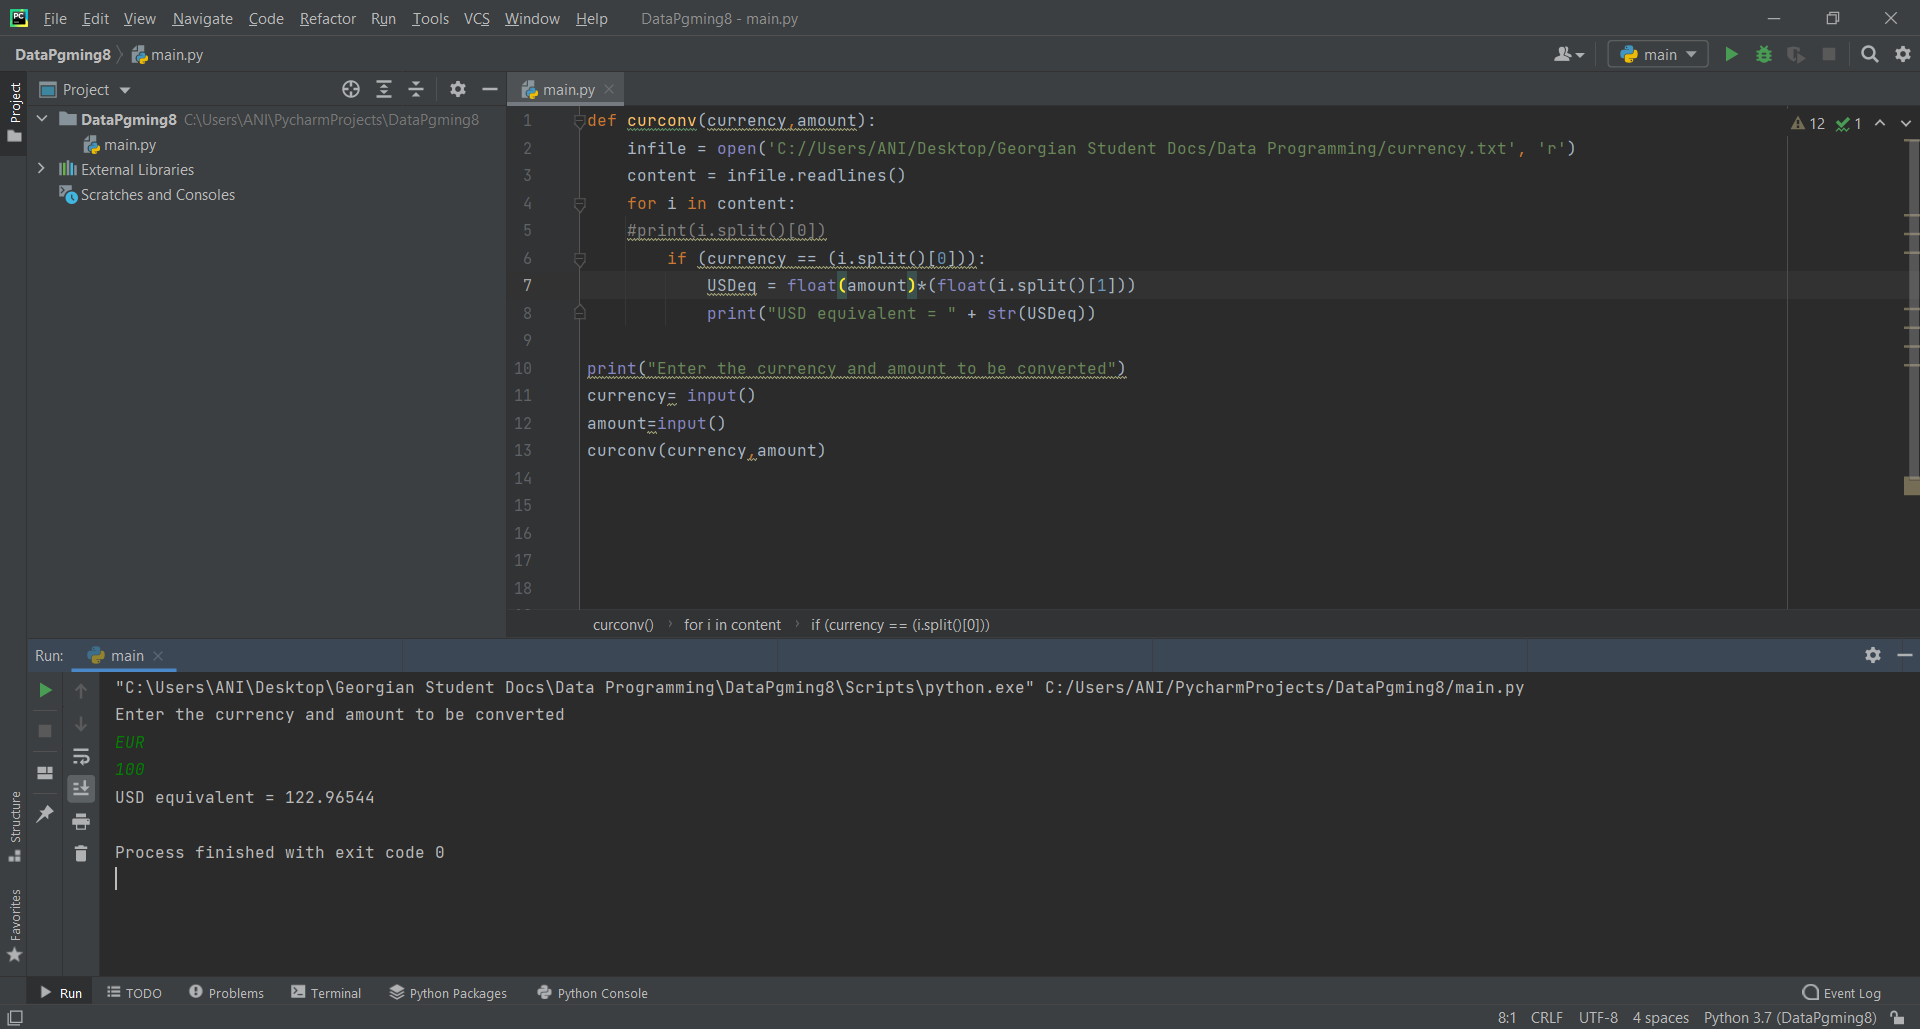 File Edit View Navigate Code Refactor Run Tools VCS Window Help DataPgming8 - main.py
DataPgming8 main.py main
Project
Project
DataPgming8 C:\Users\ANI\PycharmProjects\DataPgming8
main.py
External Libraries
Scratches and Consoles
main.py
12 1
1 def curconv(currency,amount):
2 infile = open('C://Users/ANI/Desktop/Georgian Student Docs/Data Programming/currency.txt', 'r')
3 content = infile.readlines()
4 for i in content:
5 #print(i.split()[0])
6 if (currency == (i.split()[0])):
7 USDeq = float(amount)*(float(i.split()[1]))
8 print("USD equivalent = " + str(USDeq))
9
10 print("Enter the currency and amount to be converted")
11 currency= input()
12 amount=input()
13 curconv(currency,amount)
14
15
16
17
18
curconv() for i in content if (currency == (i.split()[0]))
Run: main
"C:\Users\ANI\Desktop\Georgian Student Docs\Data Programming\DataPgming8\Scripts\python.exe" C:/Users/ANI/PycharmProjects/DataPgming8/main.py
Enter the currency and amount to be converted
EUR
100
USD equivalent = 122.96544
Process finished with exit code 0
Structure
Favorites
Run TODO Problems Terminal Python Packages Python Console Event Log
8:1 CRLF UTF-8 4 spaces Python 3.7 (DataPgming8)